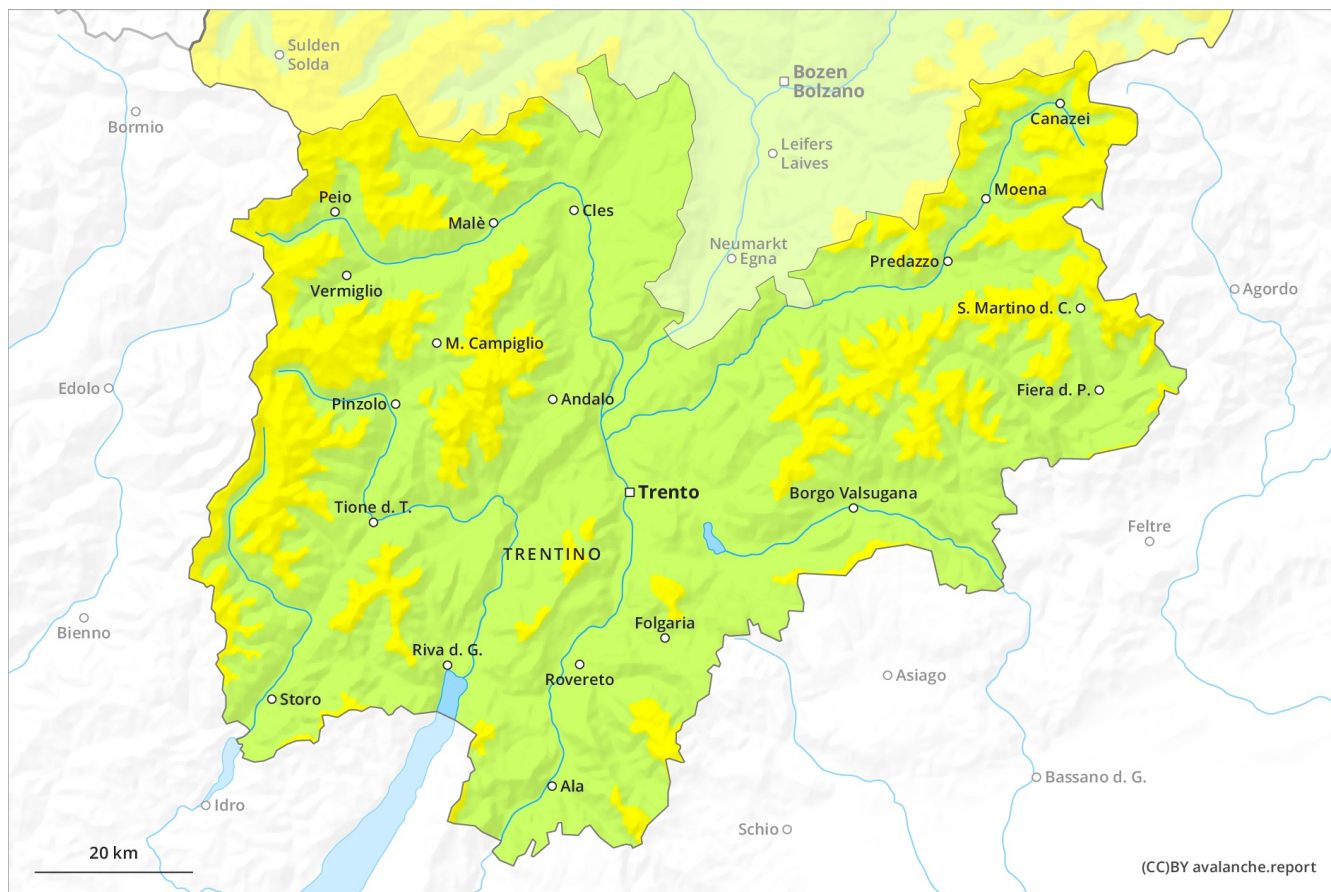 Sulden
Solda
Bozen
Bolzano
Bormio
Canazei
Leifers
Laives
Peio
Malè
Cles
Moena
Neumarkt
Egna
Predazzo
Vermiglio
Agordo
S. Martino d. C.
M. Campiglio
Edolo
Pinzolo
Andalo
Fiera d. P.
Trento
Borgo Valsugana
Tione d. T.
Feltre
TRENTINO
Bienno
Folgaria
Riva d. G.
Rovereto
Asiago
Storo
Bassano d. G.
Ala
Idro
Schio
20 km
(CC)BY avalanche.report